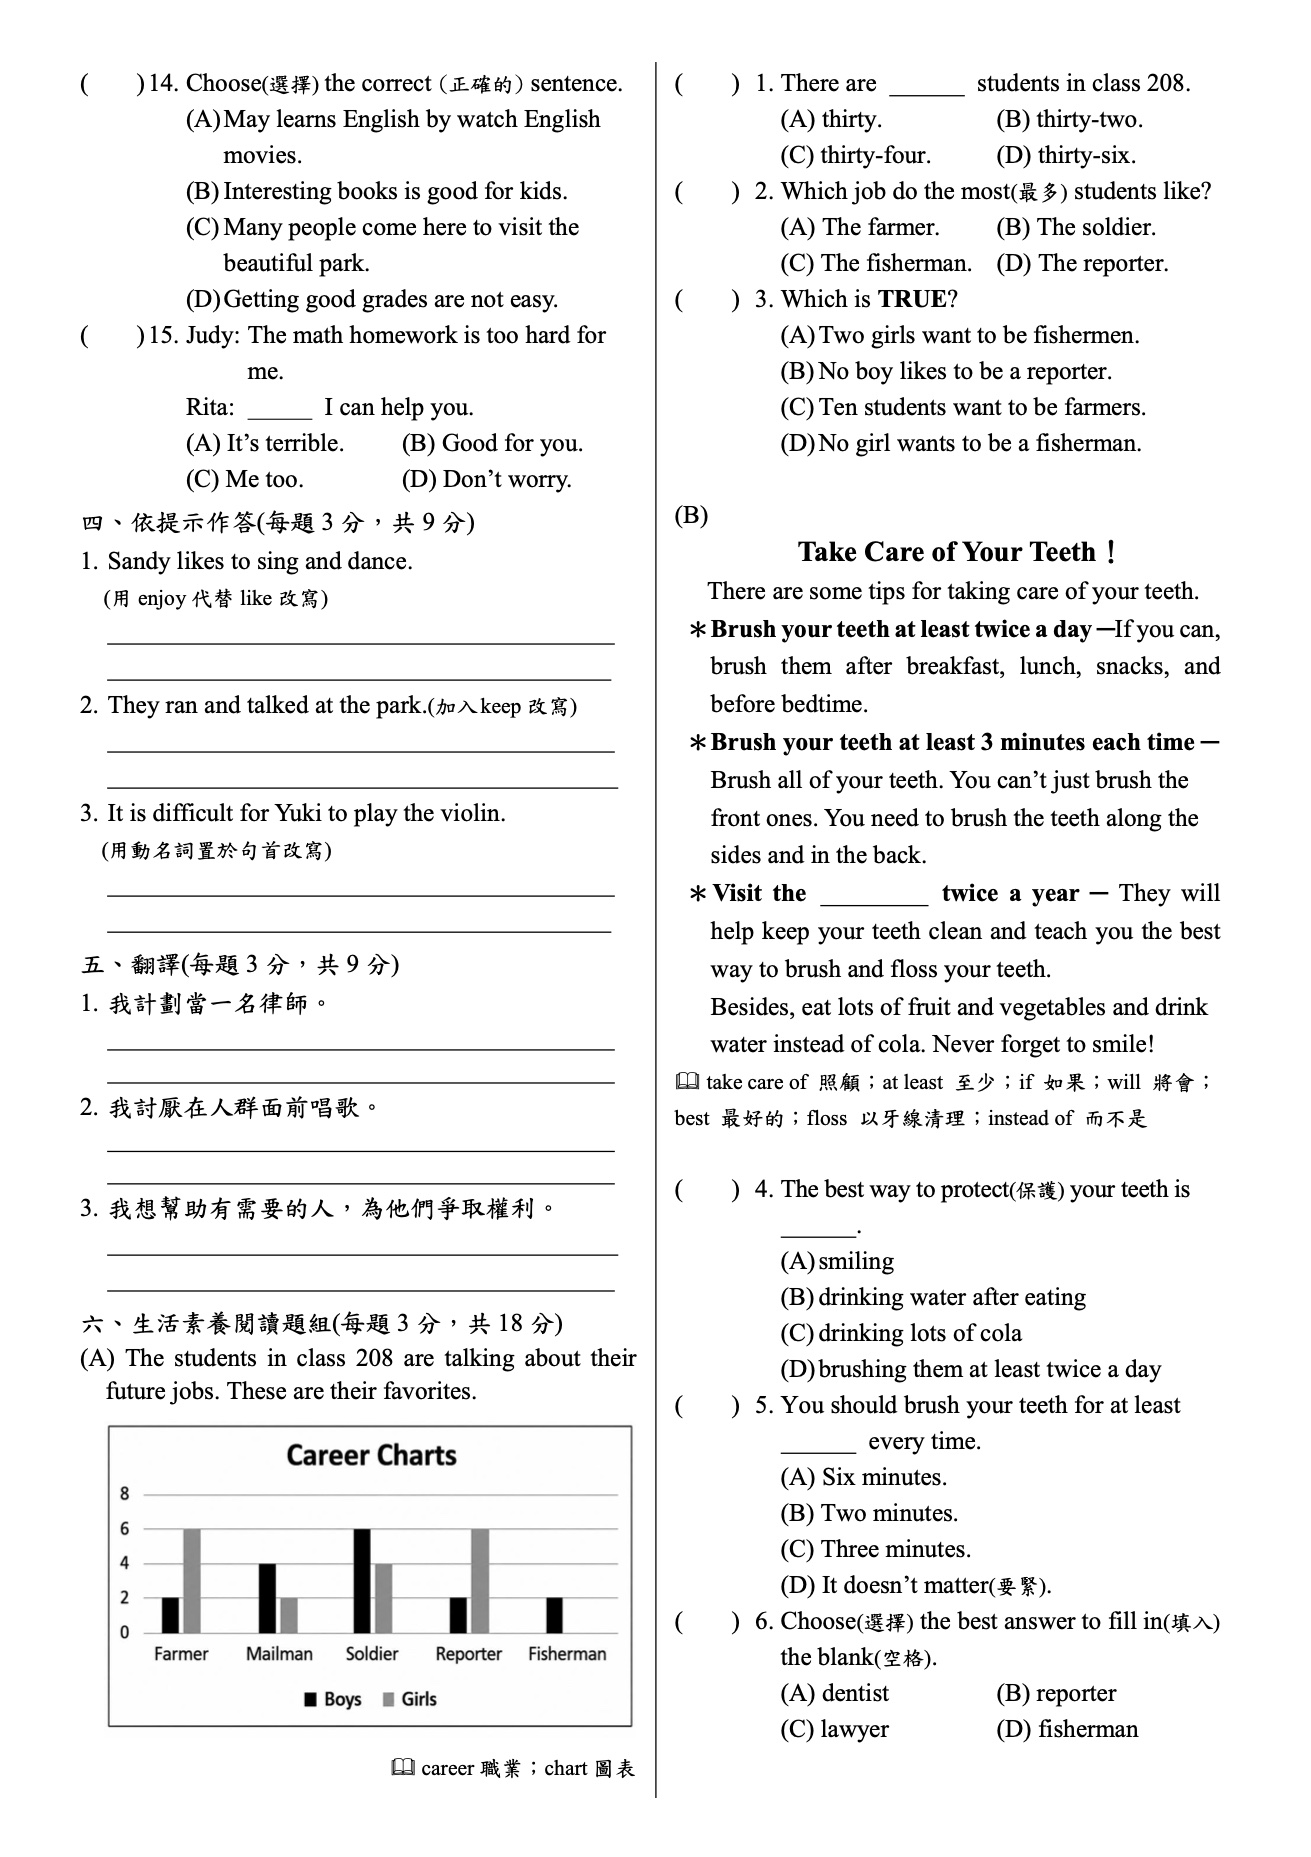 (　　)14. Choose(選擇) the correct (正確的) sentence.
(A) May learns English by watch English
movies.
(B) Interesting books is good for kids.
(C) Many people come here to visit the
beautiful park.
(D) Getting good grades are not easy.
(　　)15. Judy: The math homework is too hard for
me.
Rita: _____ I can help you.
(A) It's terrible. (B) Good for you.
(C) Me too. (D) Don't worry.
四、依提示作答(每題 3 分，共 9 分)
1. Sandy likes to sing and dance.
(用 enjoy 代替 like 改寫)
2. They ran and talked at the park.(加入 keep 改寫)
3. It is difficult for Yuki to play the violin.
(用動名詞置於句首改寫)
五、翻譯(每題 3 分，共 9 分)
1. 我計劃當一名律師。
2. 我討厭在人群面前唱歌。
3. 我想幫助有需要的人，為他們爭取權利。
六、生活素養閱讀題組(每題 3 分，共 18 分)
(A) The students in class 208 are talking about their
future jobs. These are their favorites.
Career Charts
8
6
4
2
0
Farmer Mailman Soldier Reporter Fisherman
Boys Girls
career 職業；chart 圖表
(　　) 1. There are ______ students in class 208.
(A) thirty. (B) thirty-two.
(C) thirty-four. (D) thirty-six.
(　　) 2. Which job do the most(最多) students like?
(A) The farmer. (B) The soldier.
(C) The fisherman. (D) The reporter.
(　　) 3. Which is TRUE?
(A) Two girls want to be fishermen.
(B) No boy likes to be a reporter.
(C) Ten students want to be farmers.
(D) No girl wants to be a fisherman.
(B)
Take Care of Your Teeth！
There are some tips for taking care of your teeth.
＊Brush your teeth at least twice a day ─If you can,
brush them after breakfast, lunch, snacks, and
before bedtime.
＊Brush your teeth at least 3 minutes each time ─
Brush all of your teeth. You can't just brush the
front ones. You need to brush the teeth along the
sides and in the back.
＊Visit the _________ twice a year ─ They will
help keep your teeth clean and teach you the best
way to brush and floss your teeth.
Besides, eat lots of fruit and vegetables and drink
water instead of cola. Never forget to smile!
take care of 照顧；at least 至少；if 如果；will 將會；
best 最好的；floss 以牙線清理；instead of 而不是
(　　) 4. The best way to protect(保護) your teeth is
______.
(A) smiling
(B) drinking water after eating
(C) drinking lots of cola
(D) brushing them at least twice a day
(　　) 5. You should brush your teeth for at least
______ every time.
(A) Six minutes.
(B) Two minutes.
(C) Three minutes.
(D) It doesn't matter(要緊).
(　　) 6. Choose(選擇) the best answer to fill in(填入)
the blank(空格).
(A) dentist (B) reporter
(C) lawyer (D) fisherman